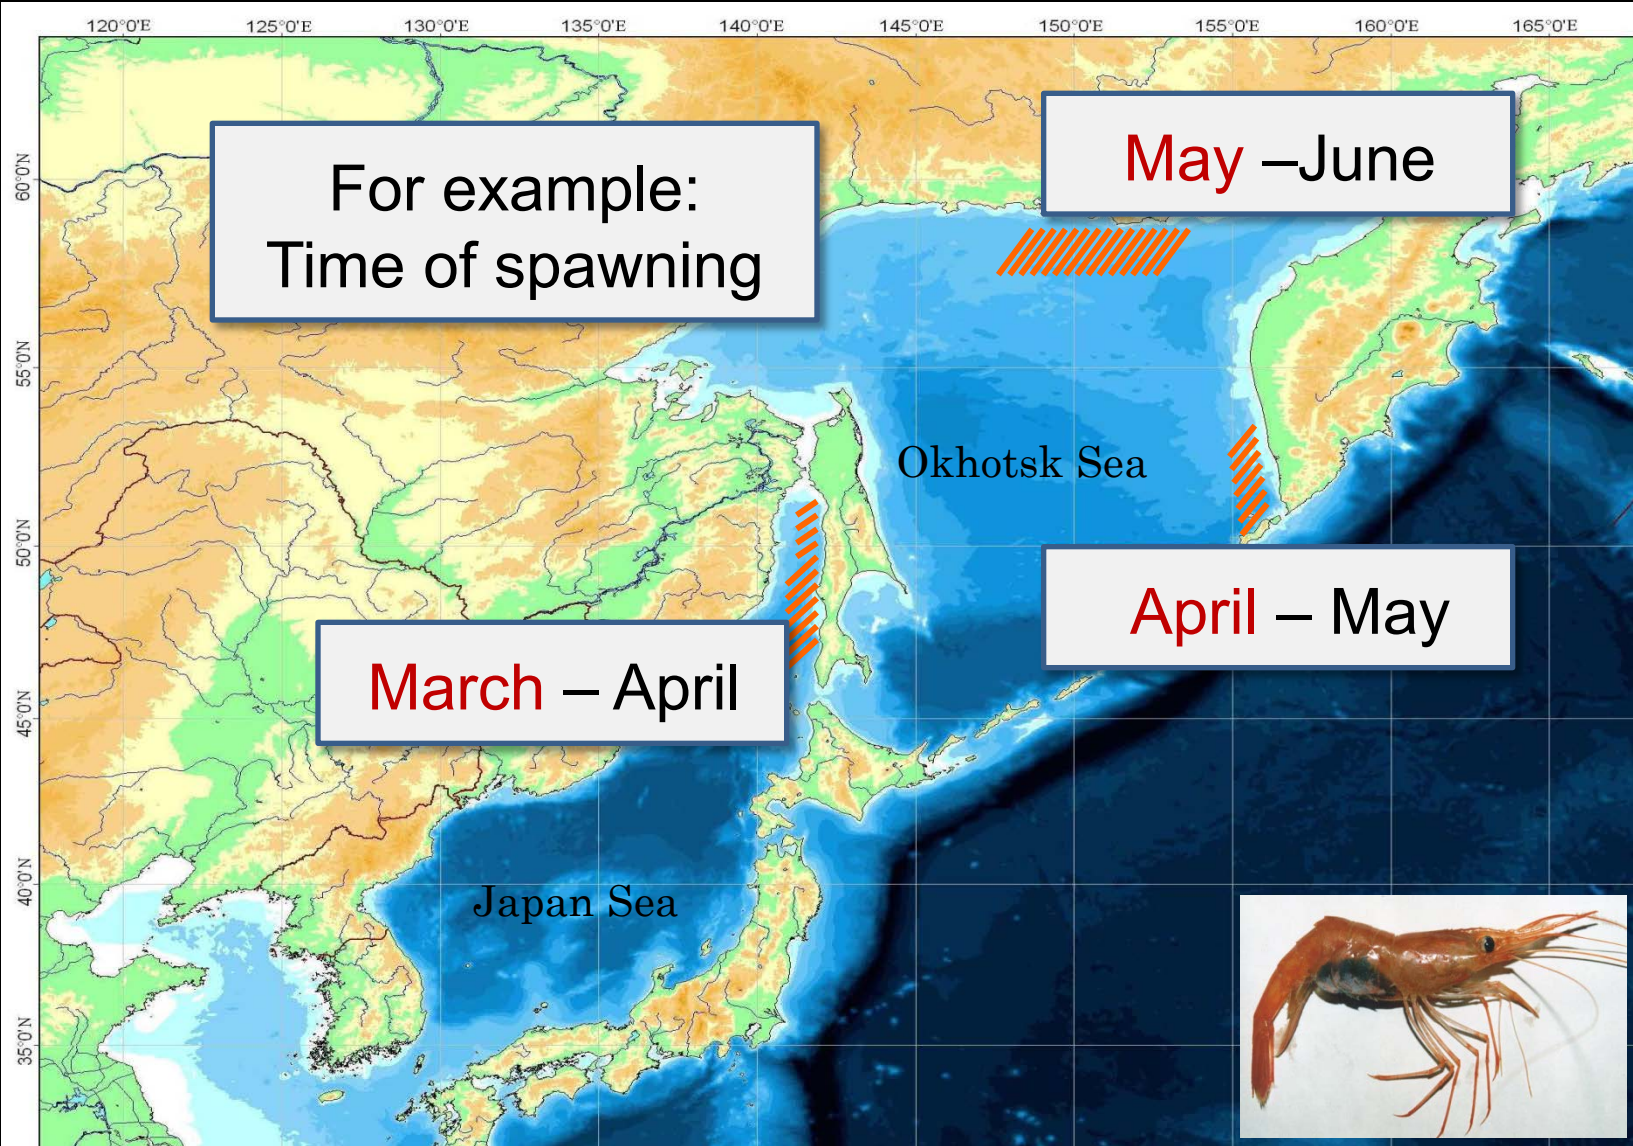 120°0'E 125°0'E 130°0'E 135°0'E 140°0'E 145°0'E 150°0'E 155°0'E 160°0'E 165°0'E
60°0'N
55°0'N
50°0'N
45°0'N
40°0'N
35°0'N
For example:
Time of spawning
May –June
Okhotsk Sea
April – May
March – April
Japan Sea